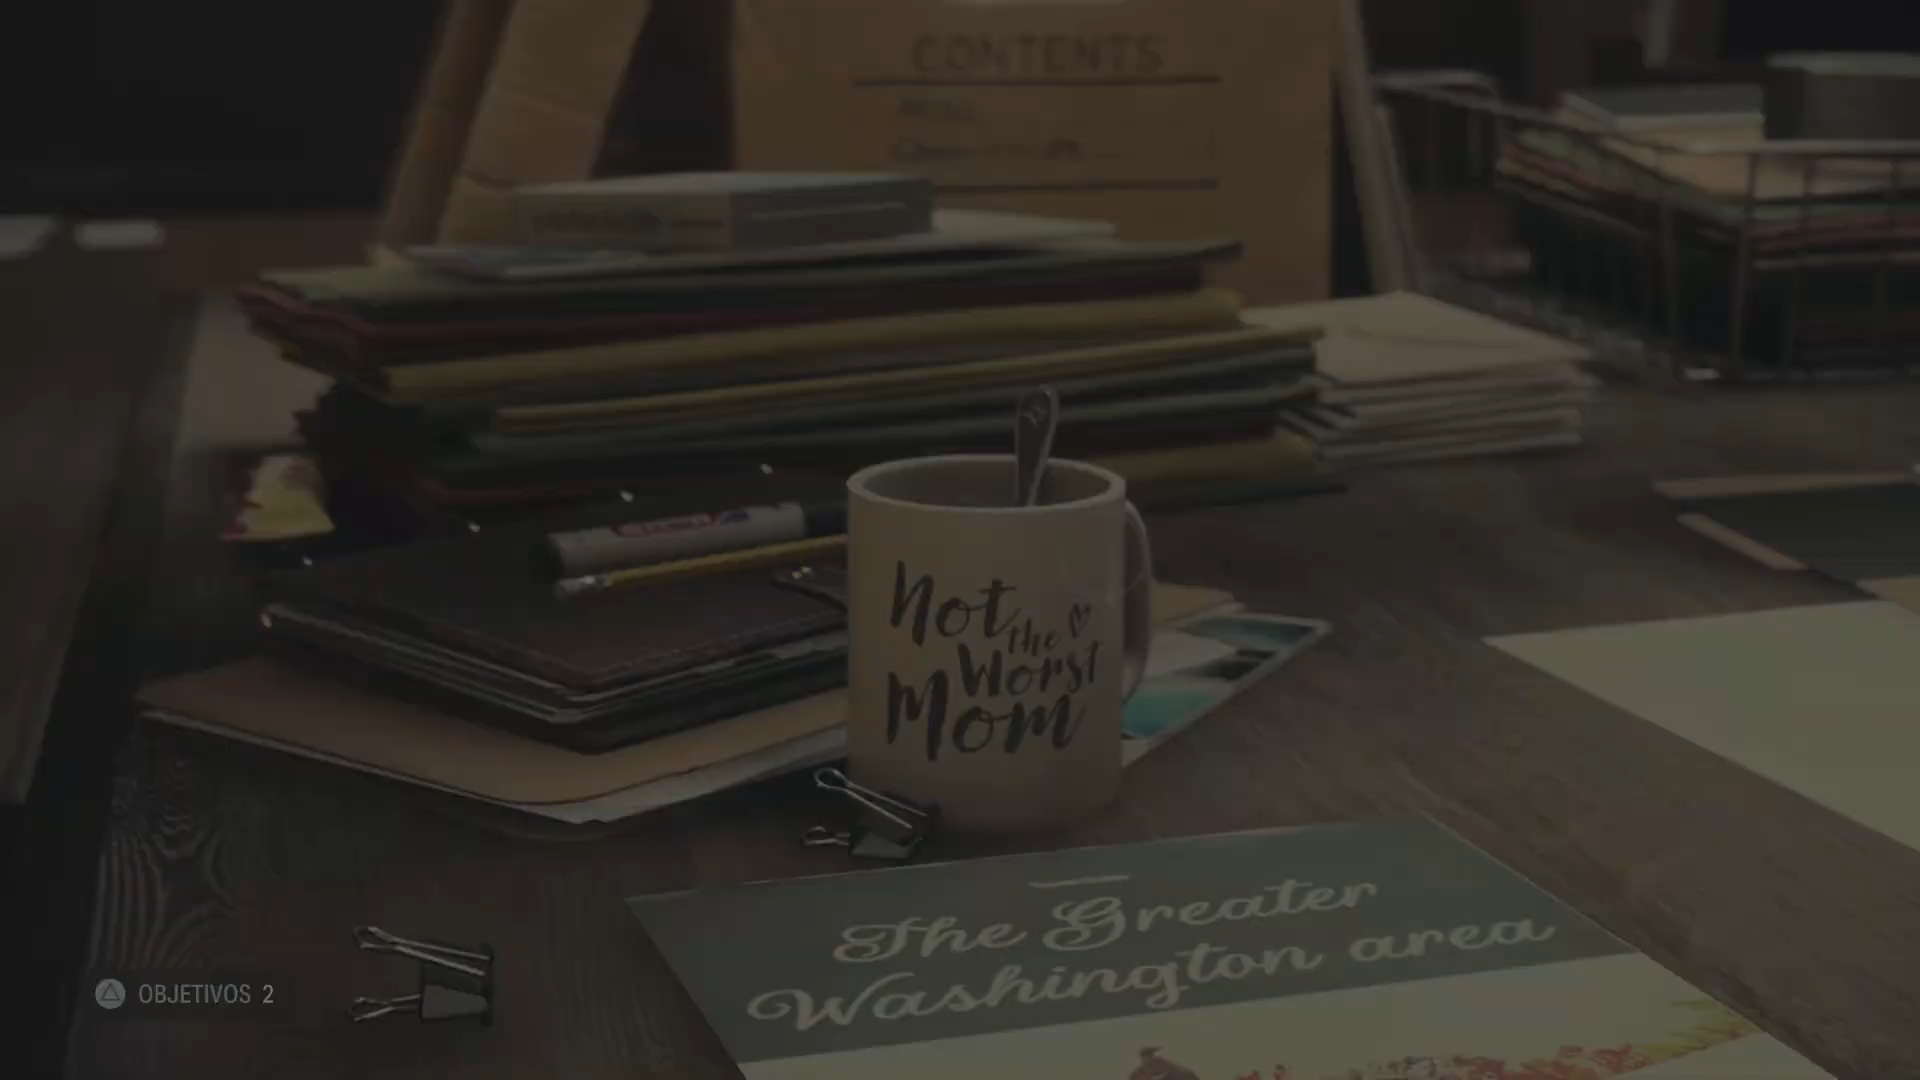 CONTENTS
Not
the
Worst
Mom
The Greater
Washington area
OBJETIVOS 2